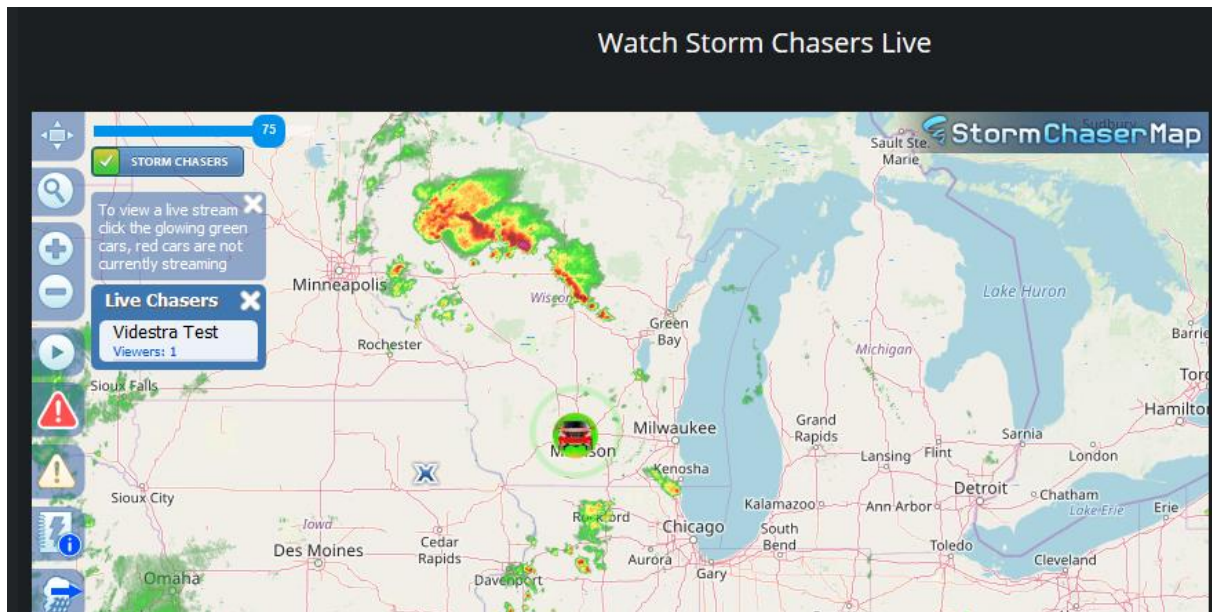 Watch Storm Chasers Live
75
StormChaserMap
STORM CHASERS
To view a live stream
click the glowing green
cars, red cars are not
currently streaming
Live Chasers
Videstra Test
Viewers: 1
Sudbury
Sault Ste.
Marie
Minneapolis
Lake Huron
Green
Bay
Barrie
Rochester
Michigan
Sioux Falls
Grand
Rapids
Hamilton
Milwaukee
Sarnia
Lansing
Flint
London
Kenosha
Detroit
Chatham
Sioux City
Kalamazoo
Ann Arbor
Lake Erie
Erie
Iowa
Rockford
Chicago
South
Bend
Des Moines
Cedar
Rapids
Aurora
Toledo
Gary
Cleveland
Omaha
Davenport